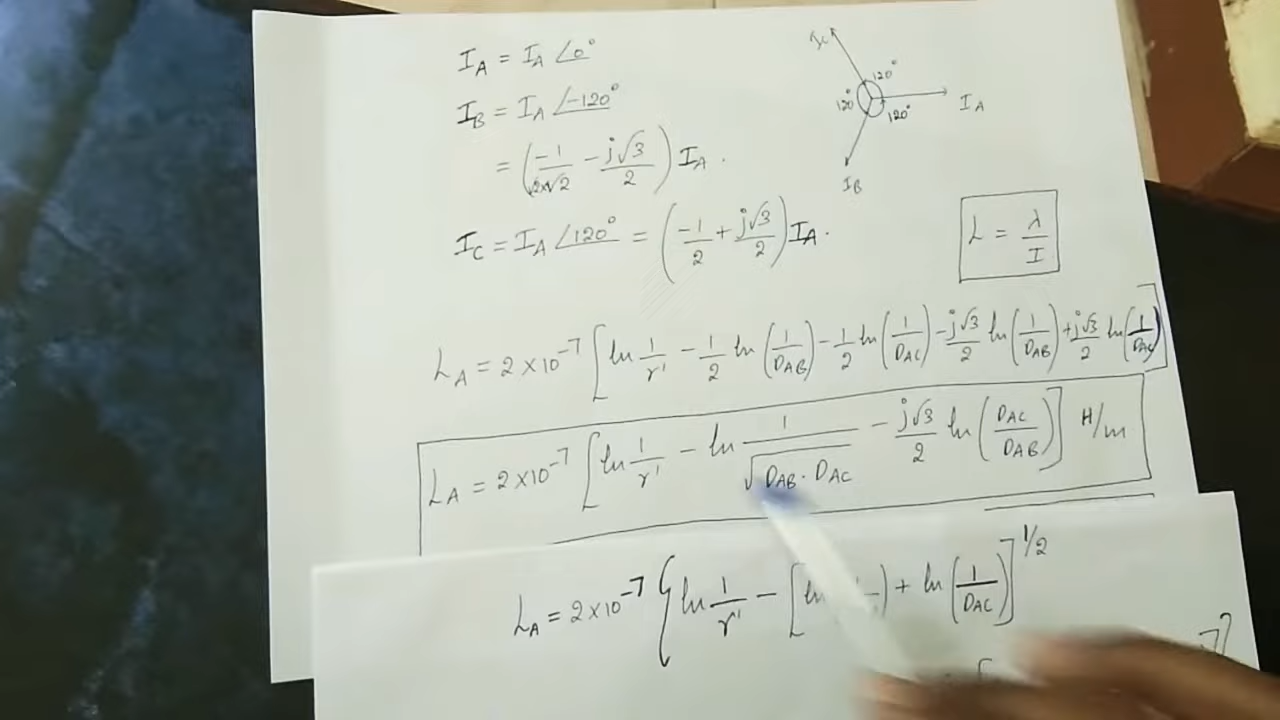 I_A = I_A ∠0°
I_B = I_A ∠-120°
= (-1/2 - j√3/2) I_A .
I_C = I_A ∠120° = (-1/2 + j√3/2) I_A .
120°
120°
120°
I_A
I_B
L = λ/I
L_A = 2×10^-7 [ln 1/r' - 1/2 ln (1/D_AB) - 1/2 ln (1/D_AC) - j√3/2 ln (1/D_AB) + j√3/2 ln (1/D_AC)]
L_A = 2×10^-7 [ln 1/r' - ln 1/√(D_AB · D_AC) - j√3/2 ln (D_AC/D_AB)] H/m
L_A = 2×10^-7 {ln 1/r' - [ln ) + ln (1/D_AC)]^1/2